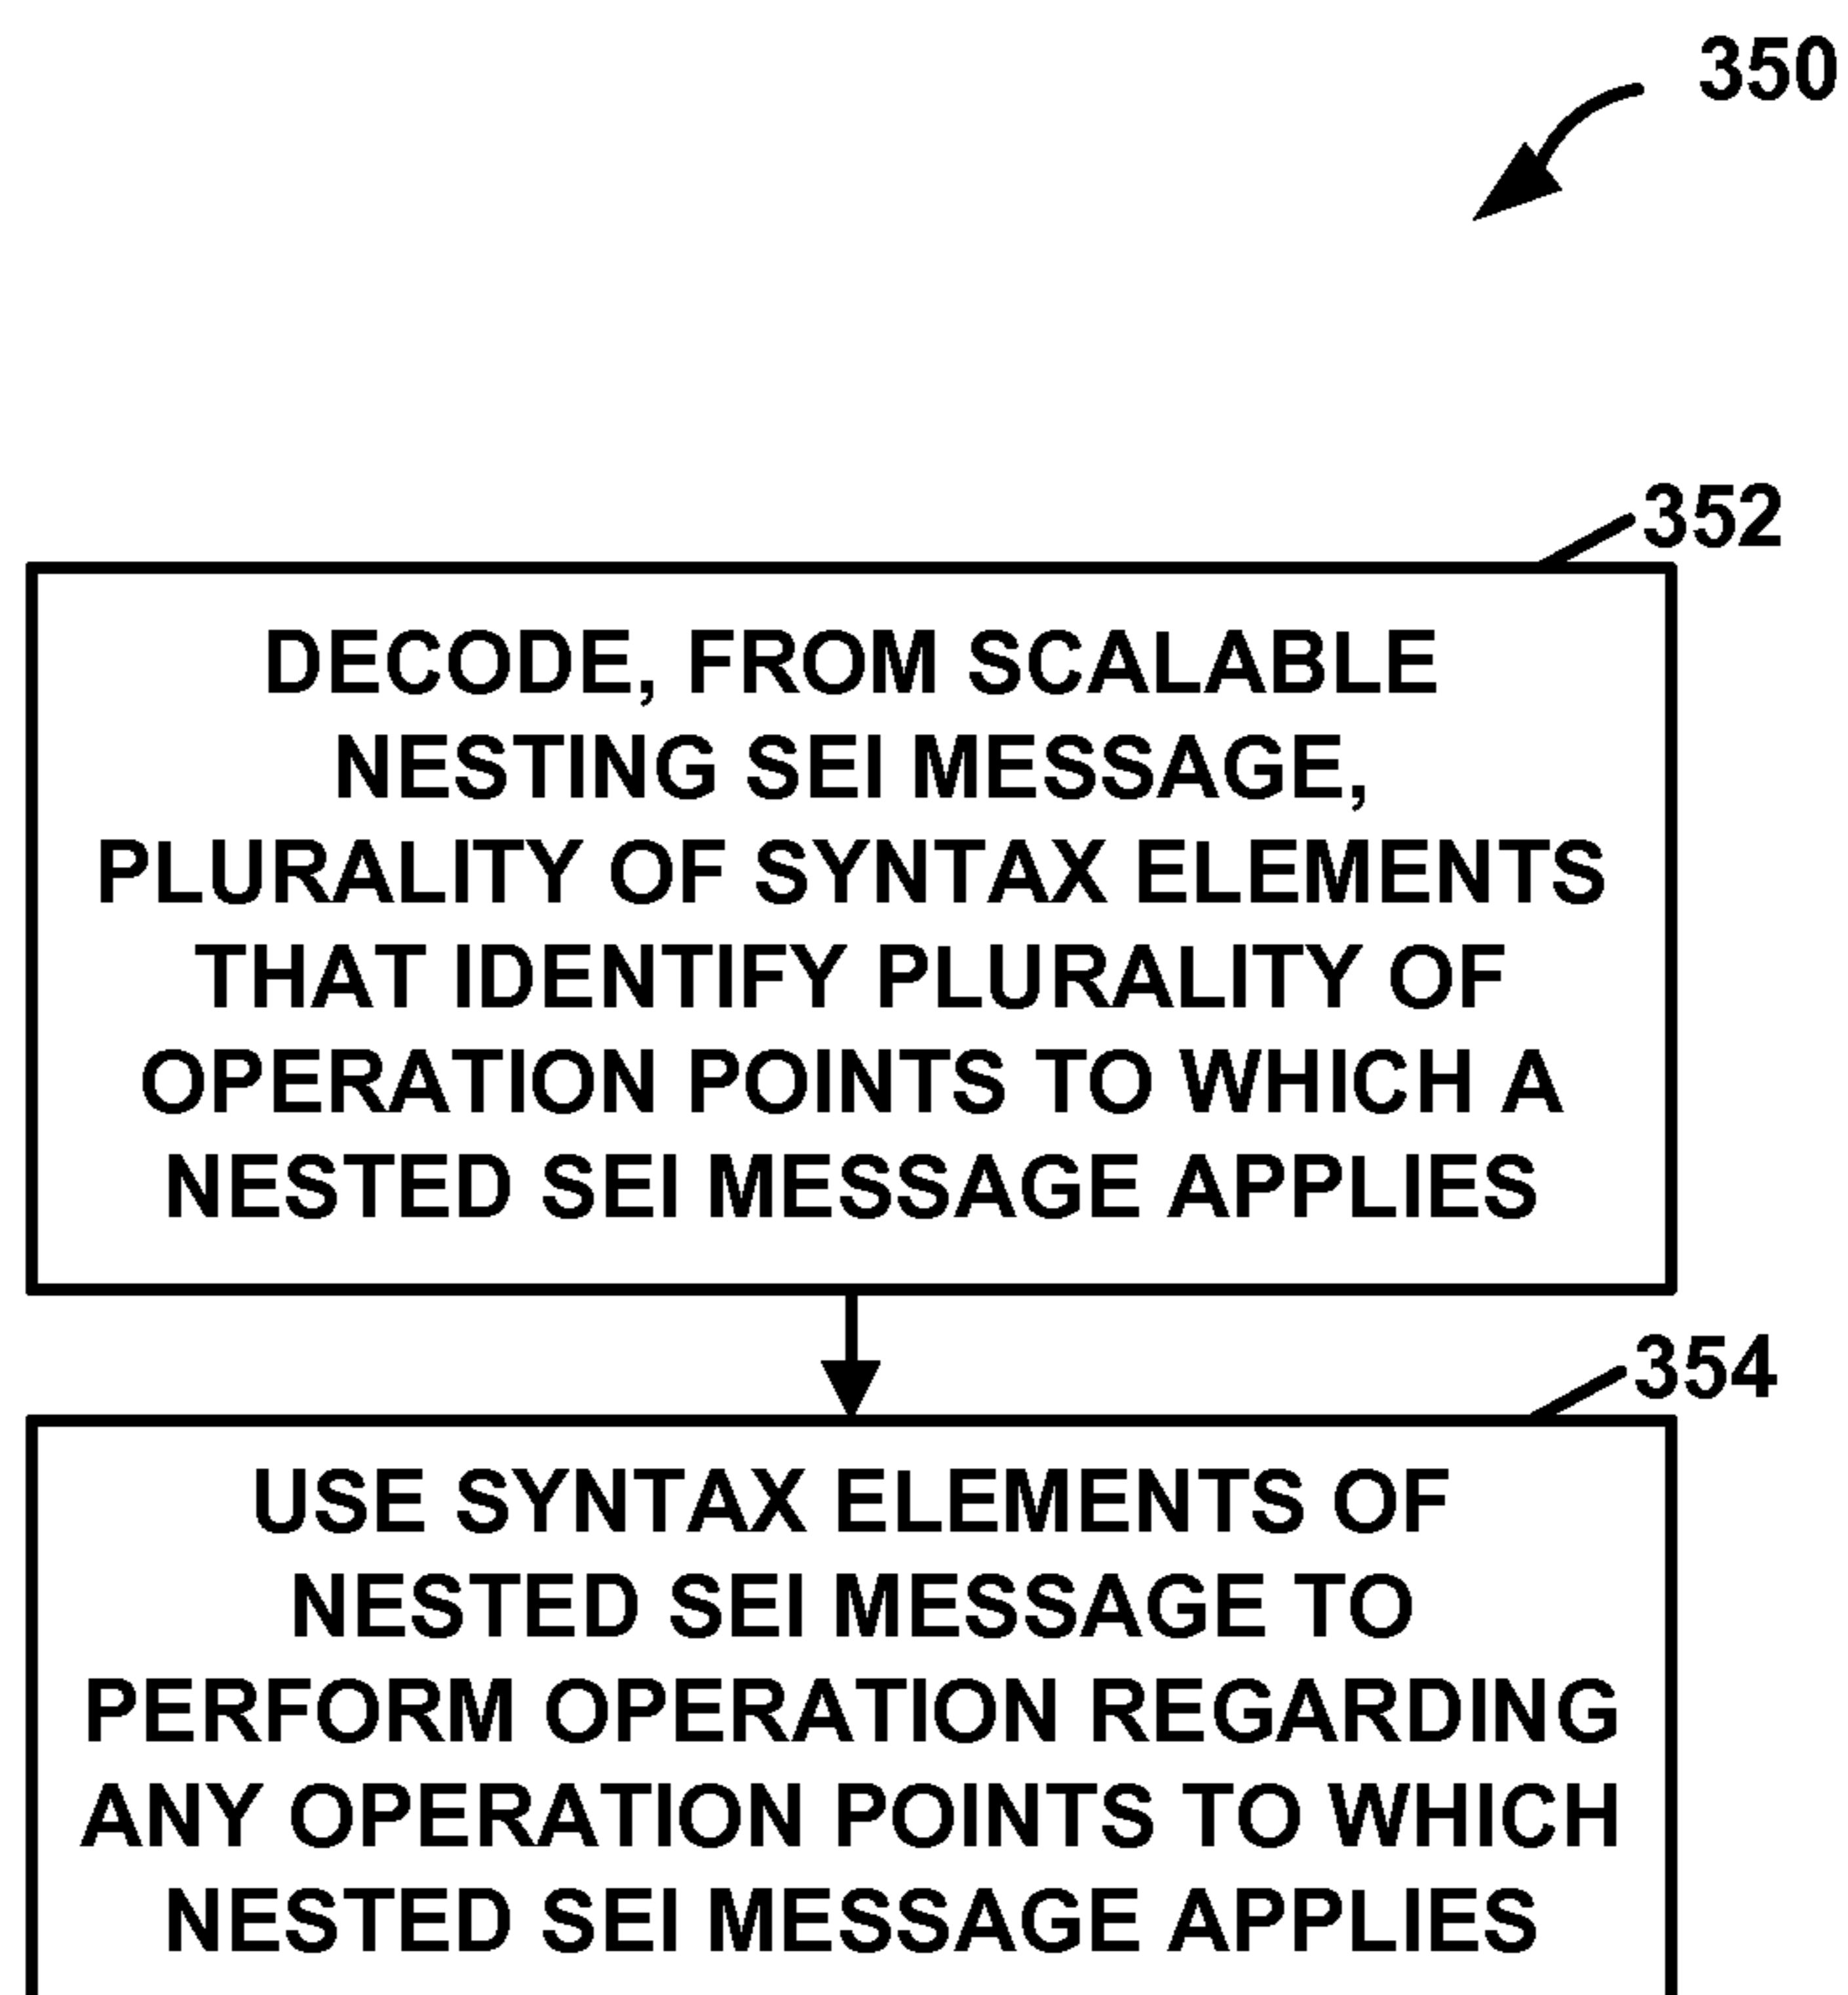 350
352
DECODE, FROM SCALABLE
NESTING SEI MESSAGE,
PLURALITY OF SYNTAX ELEMENTS
THAT IDENTIFY PLURALITY OF
OPERATION POINTS TO WHICH A
NESTED SEI MESSAGE APPLIES
354
USE SYNTAX ELEMENTS OF
NESTED SEI MESSAGE TO
PERFORM OPERATION REGARDING
ANY OPERATION POINTS TO WHICH
NESTED SEI MESSAGE APPLIES